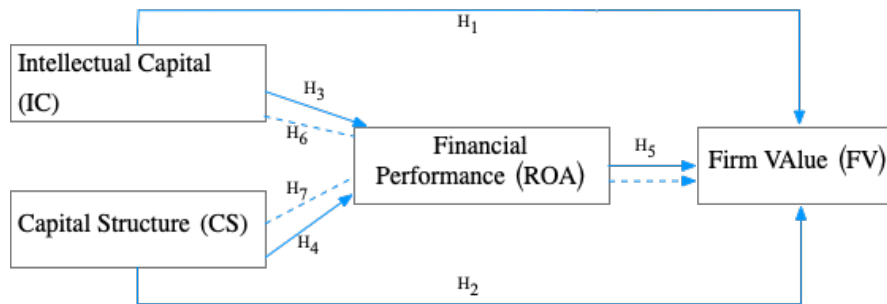 H1
Intellectual Capital
(IC)
H3
H6
Financial
Performance (ROA)
H5
Firm VAlue (FV)
H7
Capital Structure (CS)
H4
H2